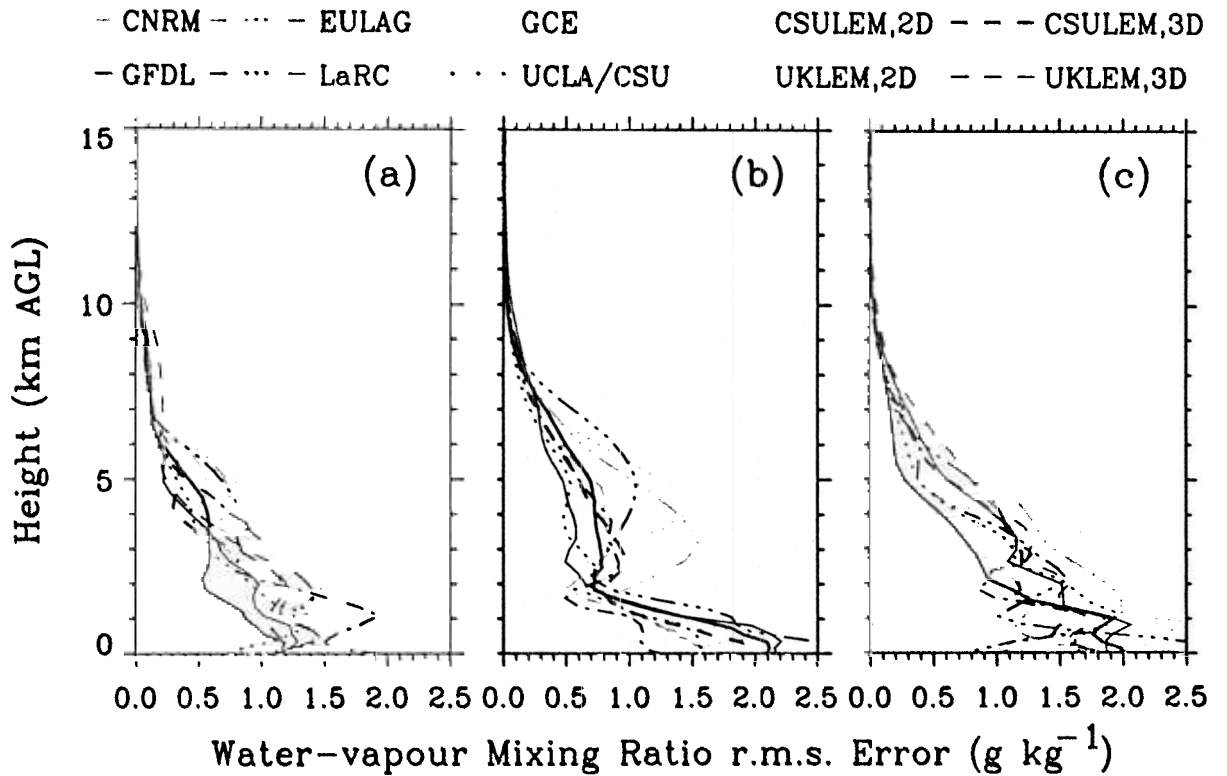 CNRM EULAG GCE CSULEM,2D CSULEM,3D
GFDL LaRC UCLA/CSU UKLEM,2D UKLEM,3D
15 (a) (b) (c)
10
5
0
Height (km AGL)
0.0 0.5 1.0 1.5 2.0 2.5 0.0 0.5 1.0 1.5 2.0 2.5 0.0 0.5 1.0 1.5 2.0 2.5
Water-vapour Mixing Ratio r.m.s. Error (g kg⁻¹)